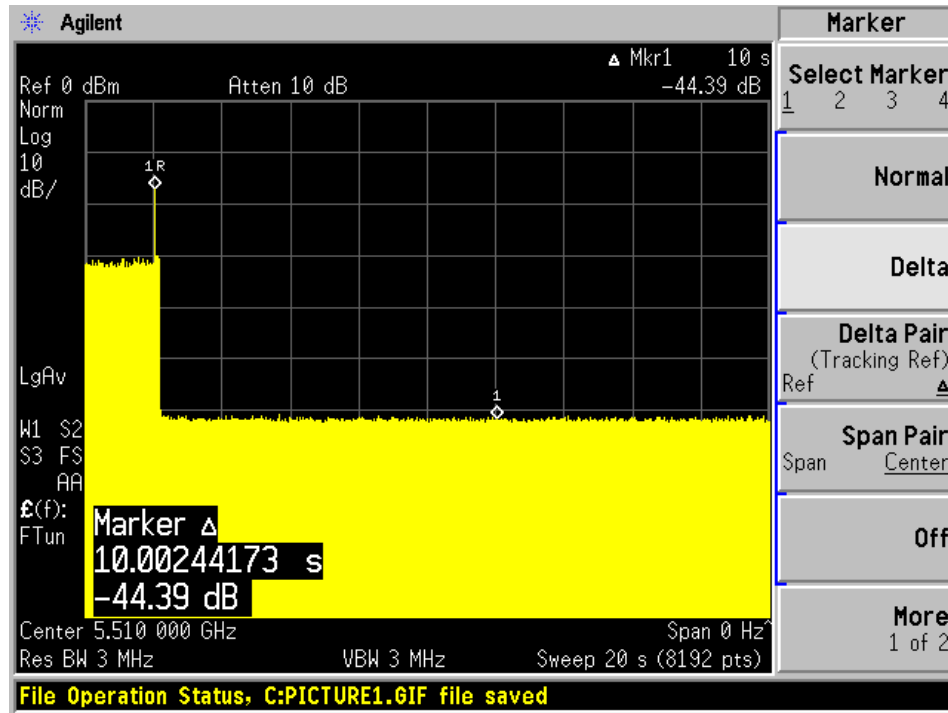 Agilent
Marker
Δ Mkr1 10 s
Ref 0 dBm Atten 10 dB -44.39 dB
Norm
Log
10
dB/
1R
1
LgAv
W1 S2
S3 FS
AA
£(f):
FTun
Marker Δ
10.00244173 s
-44.39 dB
Center 5.510 000 GHz Span 0 Hz^
Res BW 3 MHz VBW 3 MHz Sweep 20 s (8192 pts)
Select Marker
1 2 3 4
Normal
Delta
Delta Pair
(Tracking Ref)
Ref Δ
Span Pair
Span Center
Off
More
1 of 2
File Operation Status, C:PICTURE1.GIF file saved